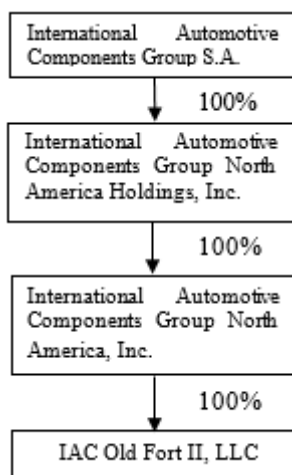 International Automotive
Components Group S.A.
100%
International Automotive
Components Group North
America Holdings, Inc.
100%
International Automotive
Components Group North
America, Inc.
100%
IAC Old Fort II, LLC